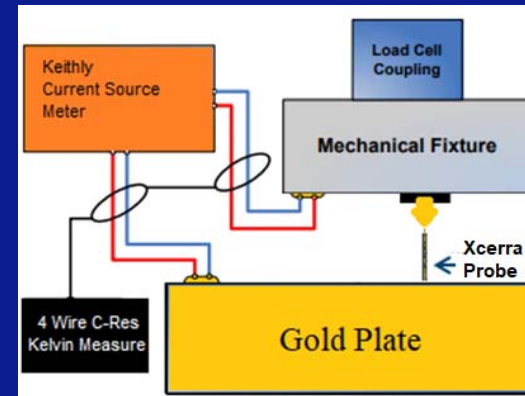 Keithly
Current Source
Meter
Load Cell
Coupling
Mechanical Fixture
Xcerra
Probe
4 Wire C-Res
Kelvin Measure
Gold Plate